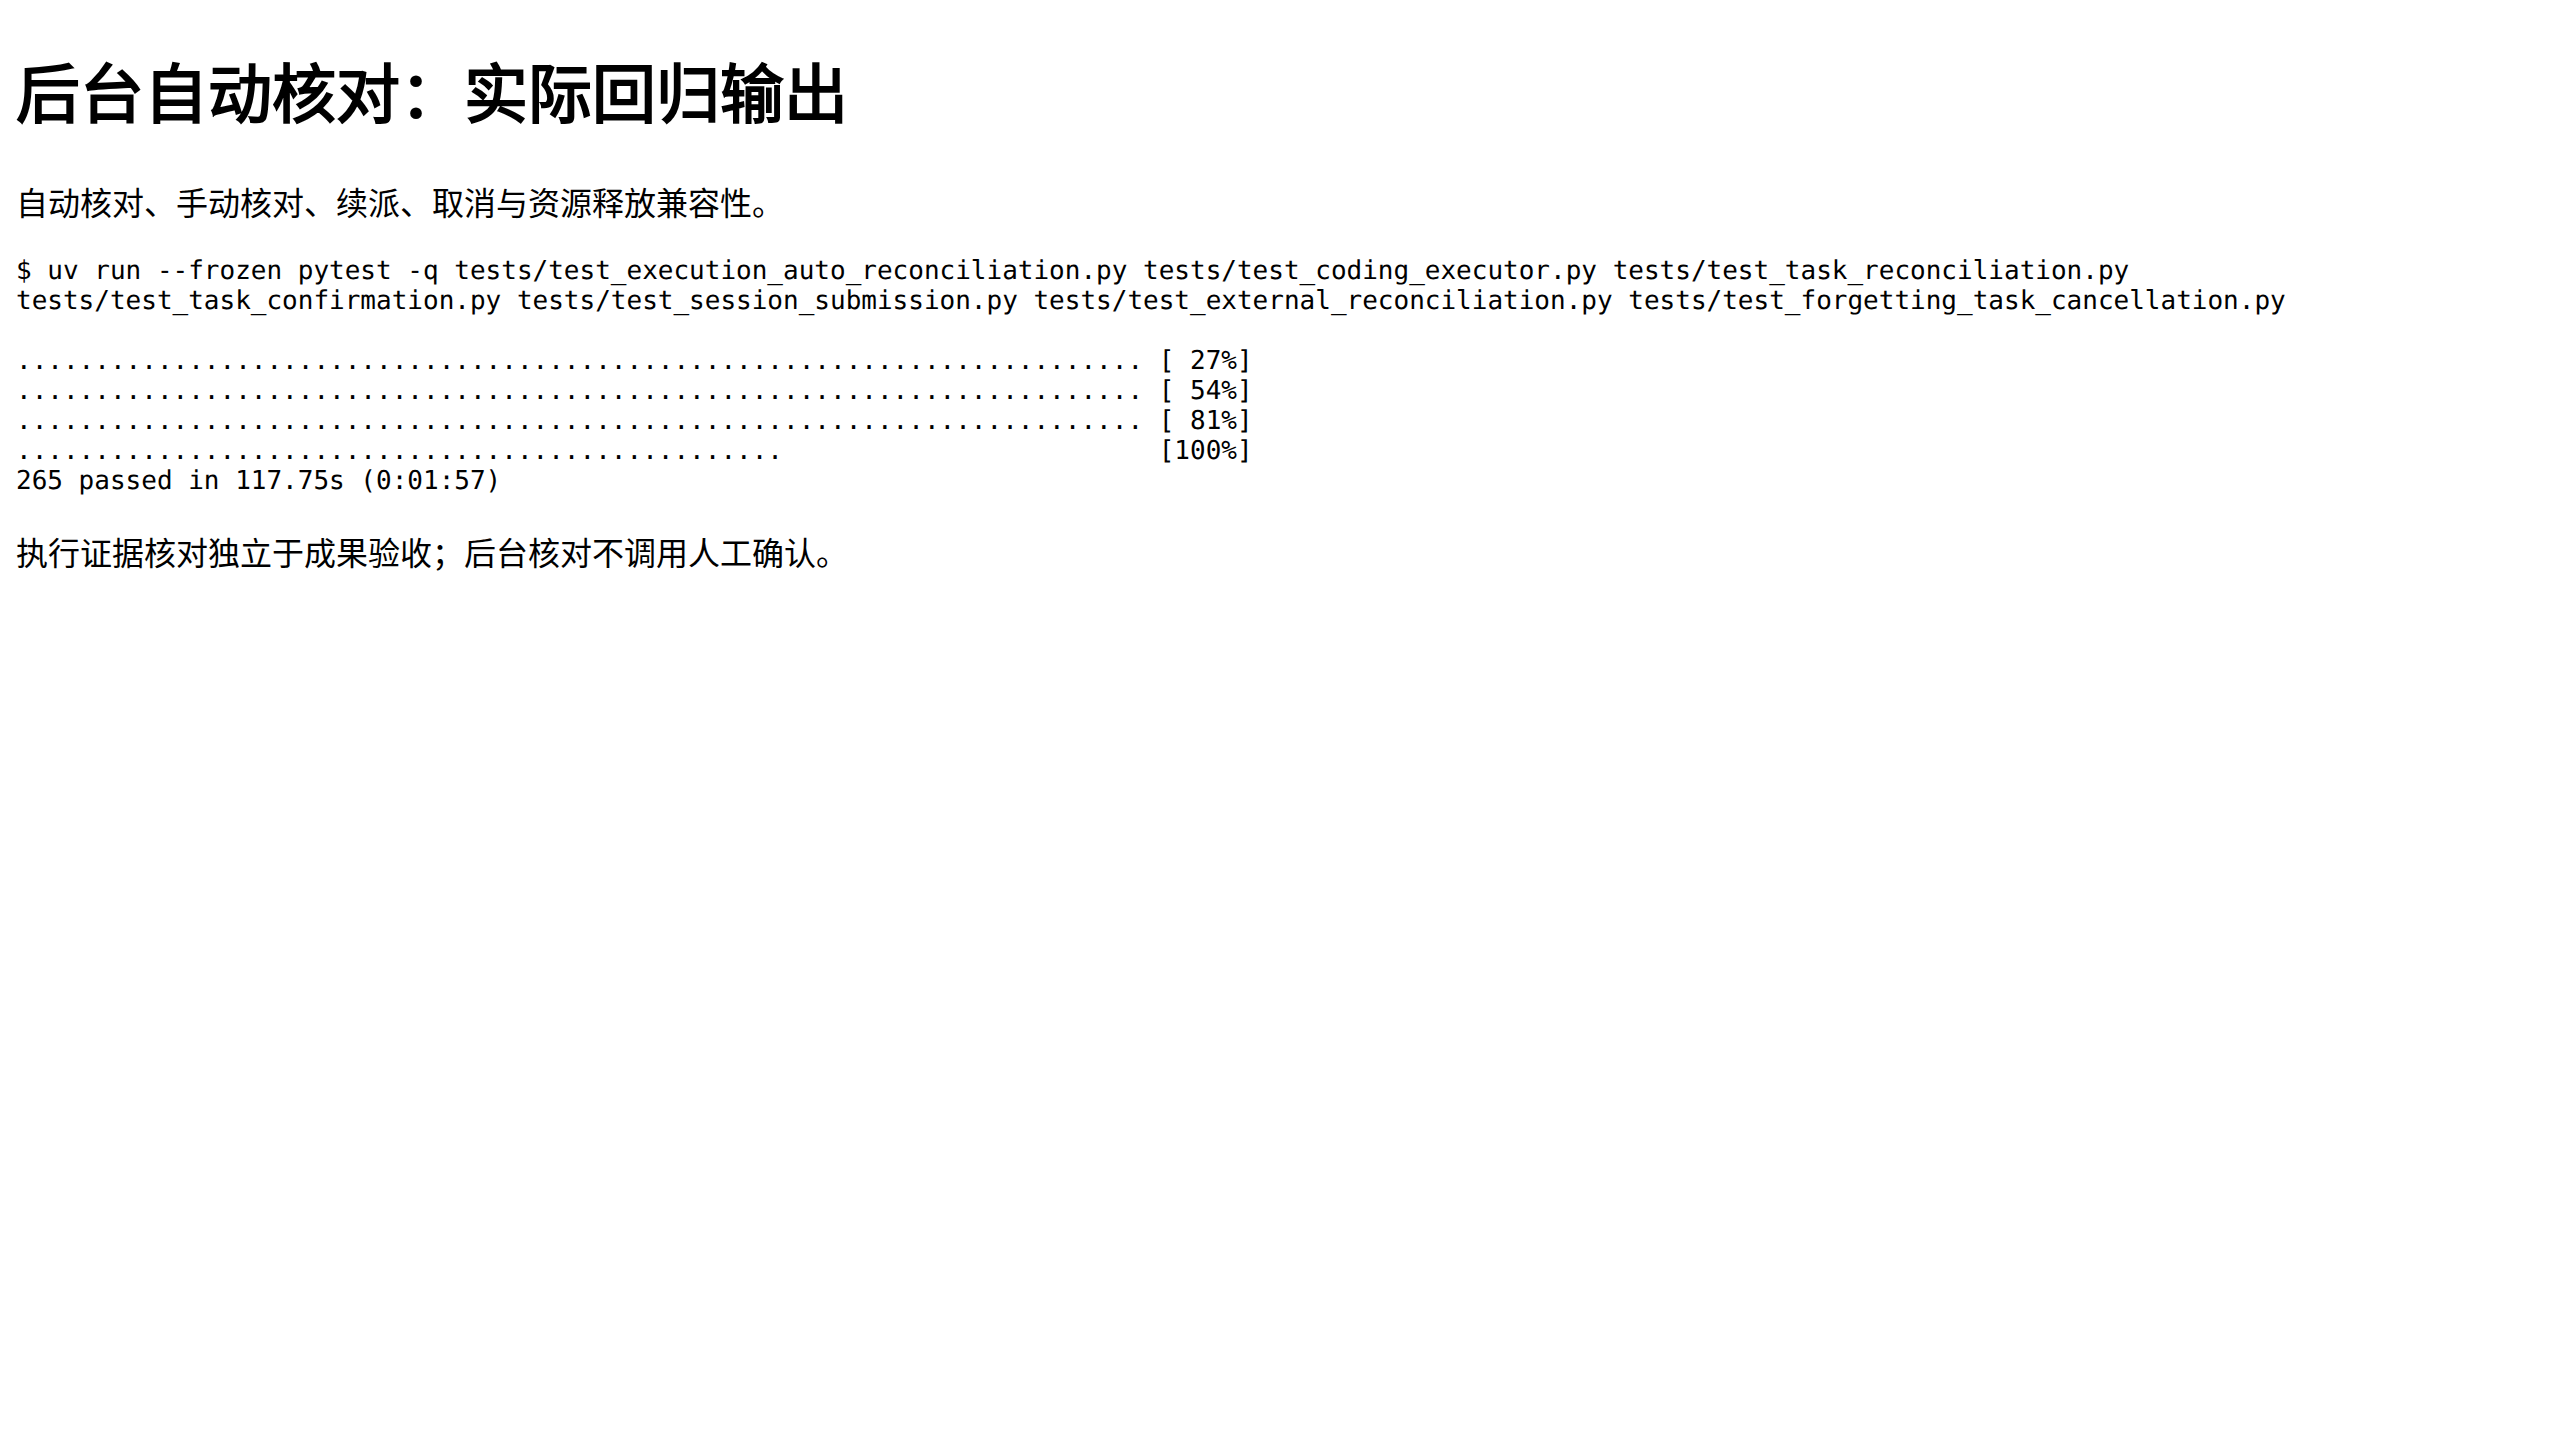 后台自动核对：实际回归输出
自动核对、手动核对、续派、取消与资源释放兼容性。
$ uv run --frozen pytest -q tests/test_execution_auto_reconciliation.py tests/test_coding_executor.py tests/test_task_reconciliation.py
tests/test_task_confirmation.py tests/test_session_submission.py tests/test_external_reconciliation.py tests/test_forgetting_task_cancellation.py
........................................................................ [ 27%]
........................................................................ [ 54%]
........................................................................ [ 81%]
.................................................                        [100%]
265 passed in 117.75s (0:01:57)
执行证据核对独立于成果验收；后台核对不调用人工确认。